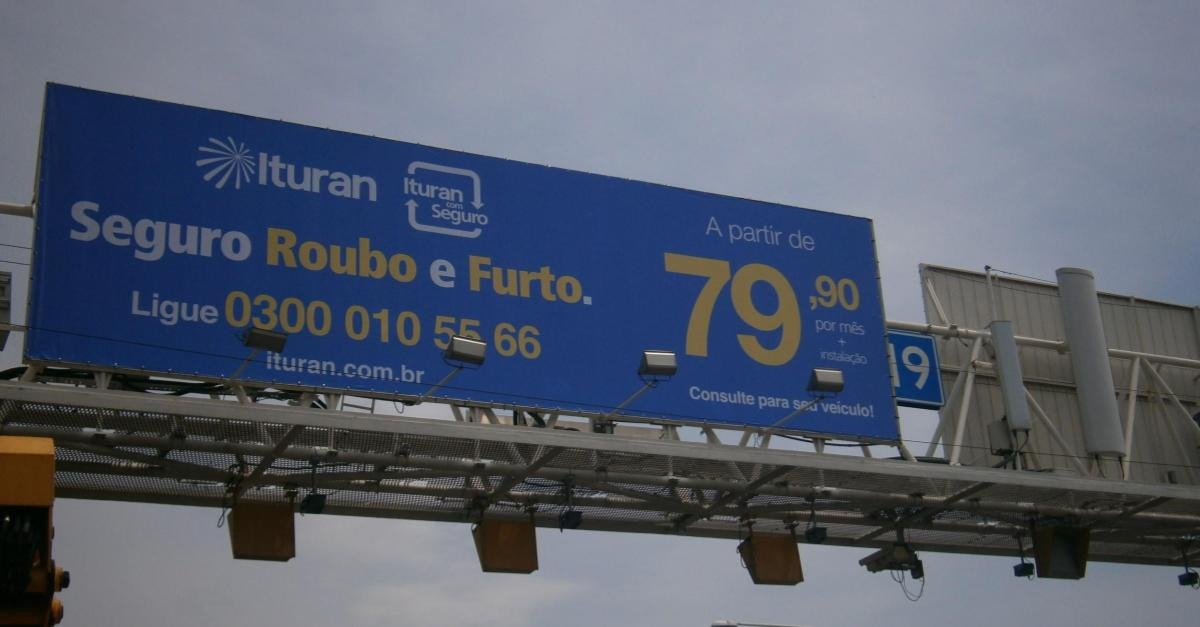 Ituran
Ituran
com
Seguro
Seguro Roubo e Furto.
Ligue 0300 010 55 66
ituran.com.br
A partir de
79,90
por mês
+
instalação
Consulte para seu veículo!
9